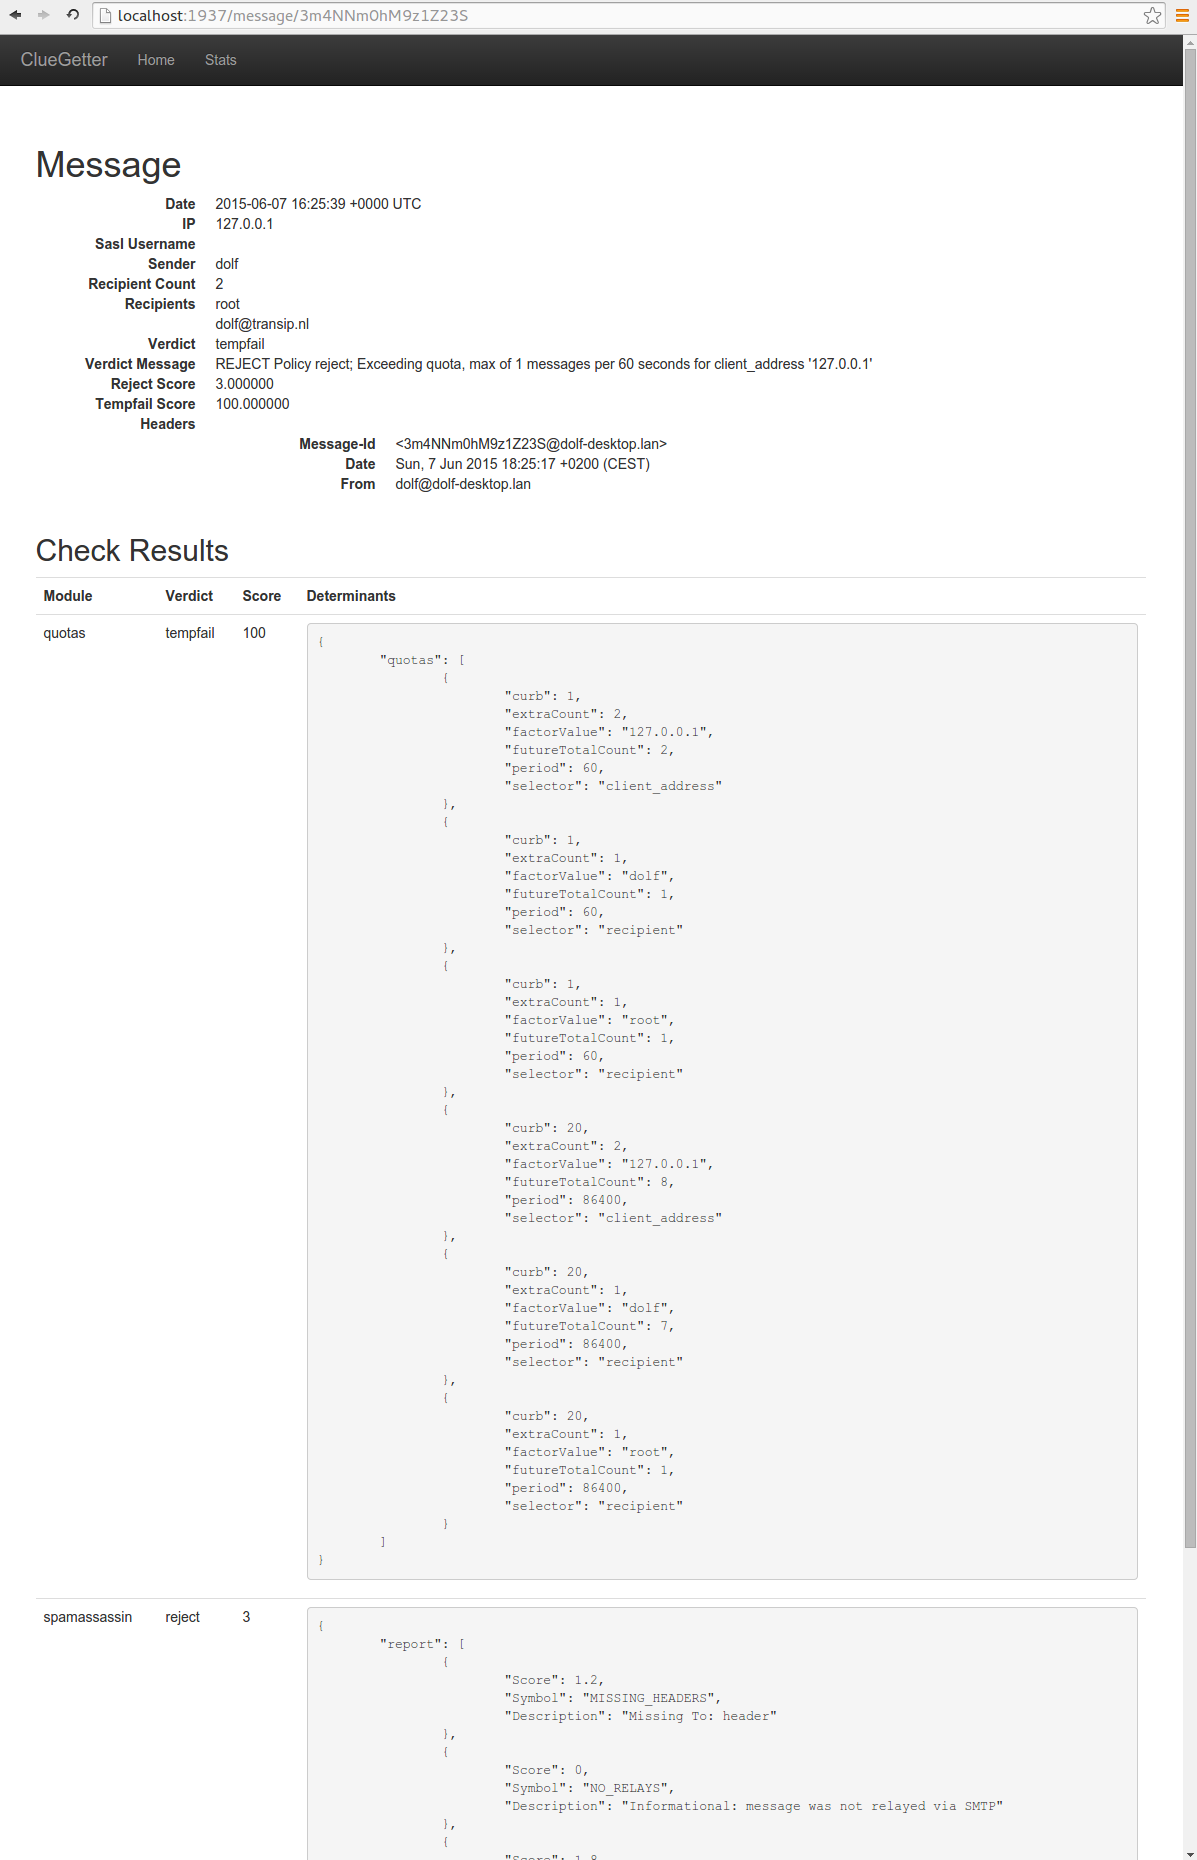 localhost:1937/message/3m4NNm0hM9z1Z23S
ClueGetter Home Stats
Message
Date 2015-06-07 16:25:39 +0000 UTC
IP 127.0.0.1
Sasl Username
Sender dolf
Recipient Count 2
Recipients root
dolf@transip.nl
Verdict tempfail
Verdict Message REJECT Policy reject; Exceeding quota, max of 1 messages per 60 seconds for client_address '127.0.0.1'
Reject Score 3.000000
Tempfail Score 100.000000
Headers
Message-Id <3m4NNm0hM9z1Z23S@dolf-desktop.lan>
Date Sun, 7 Jun 2015 18:25:17 +0200 (CEST)
From dolf@dolf-desktop.lan
Check Results
Module Verdict Score Determinants
quotas tempfail 100 {
"quotas": [
{
"curb": 1,
"extraCount": 2,
"factorValue": "127.0.0.1",
"futureTotalCount": 2,
"period": 60,
"selector": "client_address"
},
{
"curb": 1,
"extraCount": 1,
"factorValue": "dolf",
"futureTotalCount": 1,
"period": 60,
"selector": "recipient"
},
{
"curb": 1,
"extraCount": 1,
"factorValue": "root",
"futureTotalCount": 1,
"period": 60,
"selector": "recipient"
},
{
"curb": 20,
"extraCount": 2,
"factorValue": "127.0.0.1",
"futureTotalCount": 8,
"period": 86400,
"selector": "client_address"
},
{
"curb": 20,
"extraCount": 1,
"factorValue": "dolf",
"futureTotalCount": 7,
"period": 86400,
"selector": "recipient"
},
{
"curb": 20,
"extraCount": 1,
"factorValue": "root",
"futureTotalCount": 1,
"period": 86400,
"selector": "recipient"
}
]
}
spamassassin reject 3 {
"report": [
{
"Score": 1.2,
"Symbol": "MISSING_HEADERS",
"Description": "Missing To: header"
},
{
"Score": 0,
"Symbol": "NO_RELAYS",
"Description": "Informational: message was not relayed via SMTP"
},
{
"Score": 1.8